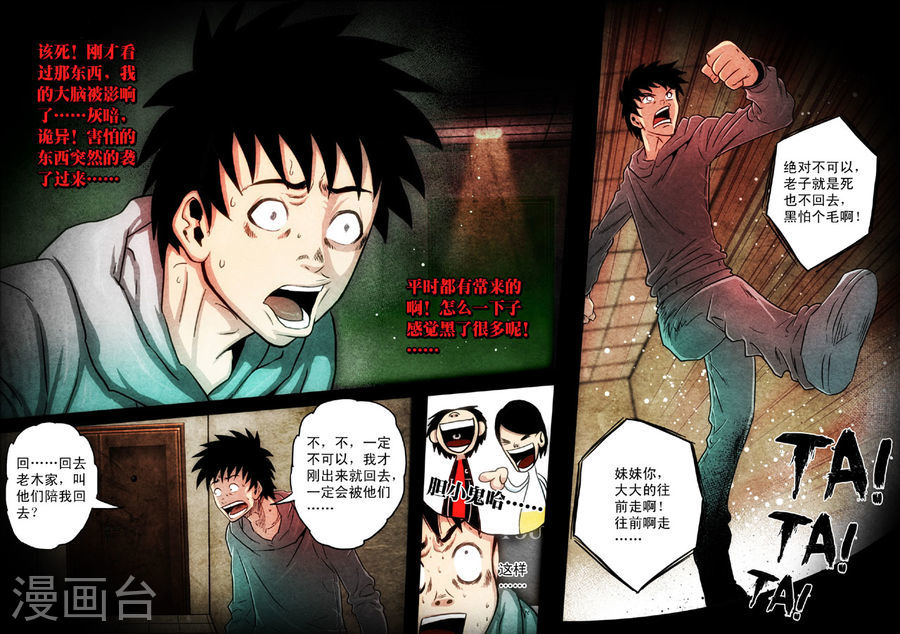 该死！刚才看
过那东西，我
的大脑被影响
了……灰暗，
诡异！害怕的
东西突然的袭
了过来……
平时都有常来的
啊！怎么一下子
感觉黑了很多呢！
……
回……回去
老木家，叫
他们陪我回
去？
不，不，一定
不可以，我才
刚出来就回去，
一定会被他们
……
胆小鬼哈……
这样
……
绝对不可以，
老子就是死
也不回去，
黑怕个毛啊！
妹妹你，
大大的往
前走啊！
往前啊走
……
TA!
TA!
TA!
漫画台